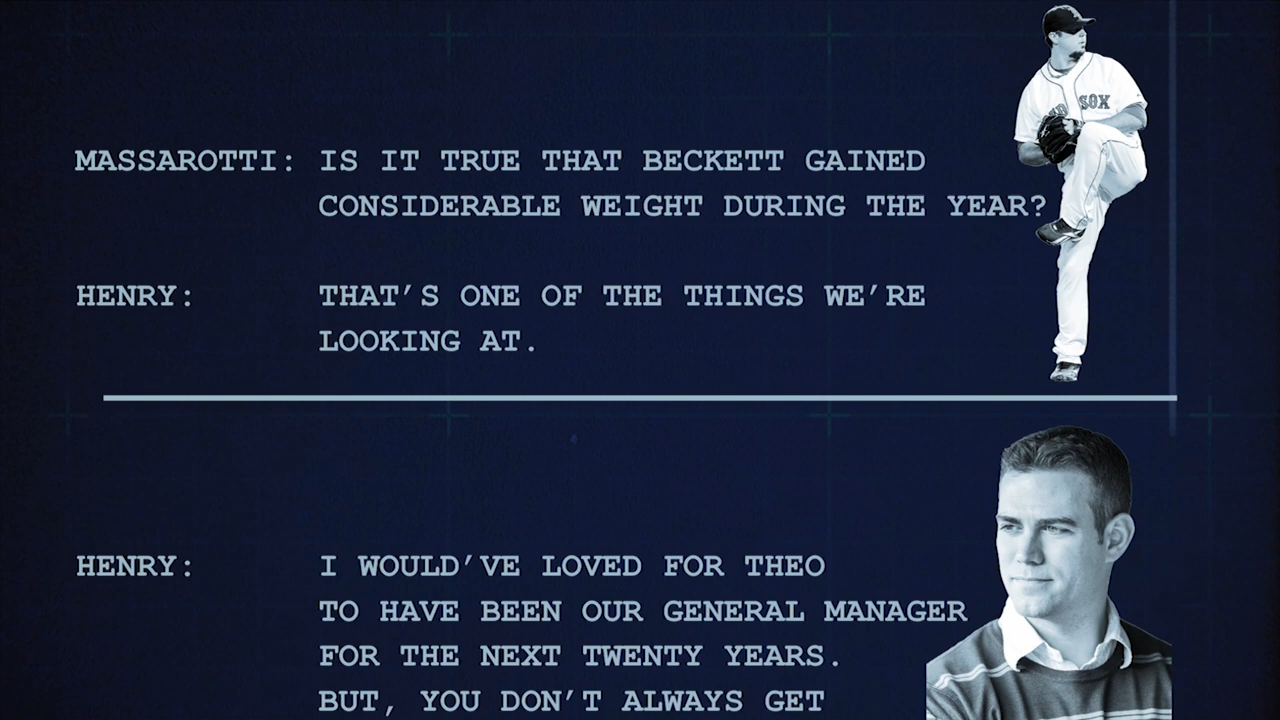 MASSAROTTI: IS IT TRUE THAT BECKETT GAINED
CONSIDERABLE WEIGHT DURING THE YEAR?
HENRY: THAT'S ONE OF THE THINGS WE'RE
LOOKING AT.
SOX
HENRY: I WOULD'VE LOVED FOR THEO
TO HAVE BEEN OUR GENERAL MANAGER
FOR THE NEXT TWENTY YEARS.
BUT, YOU DON'T ALWAYS GET